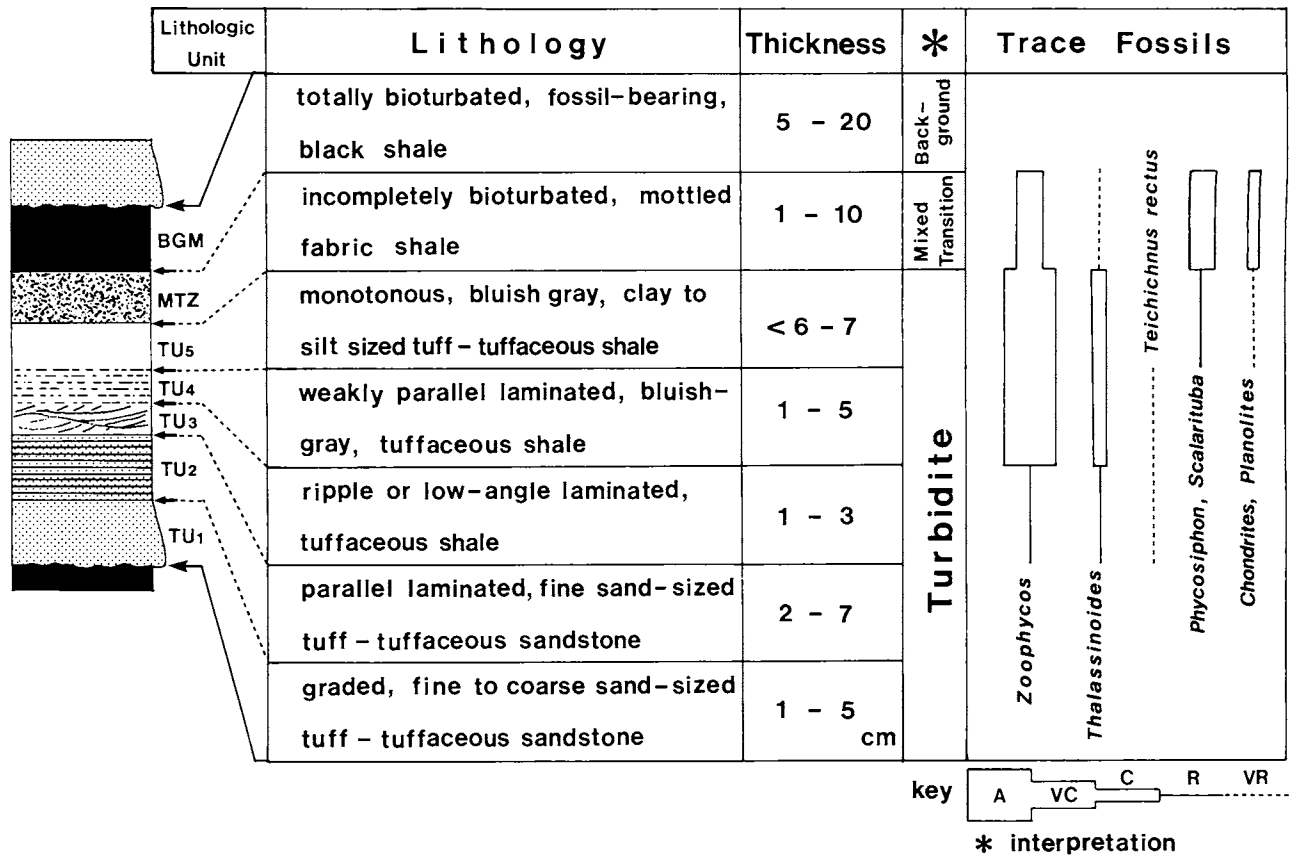 Lithologic
Unit
Lithology
Thickness
*
Trace Fossils
totally bioturbated, fossil-bearing,
black shale
5 - 20
Back-
ground
incompletely bioturbated, mottled
fabric shale
1 - 10
Mixed
Transition
monotonous, bluish gray, clay to
silt sized tuff - tuffaceous shale
< 6 - 7
weakly parallel laminated, bluish-
gray, tuffaceous shale
1 - 5
ripple or low-angle laminated,
tuffaceous shale
1 - 3
parallel laminated, fine sand-sized
tuff - tuffaceous sandstone
2 - 7
graded, fine to coarse sand-sized
tuff - tuffaceous sandstone
1 - 5
cm
Turbidite
BGM
MTZ
TU5
TU4
TU3
TU2
TU1
Zoophycos
Thalassinoides
Teichichnus rectus
Phycosiphon, Scalarituba
Chondrites, Planolites
key
A
VC
C
R
VR
* interpretation